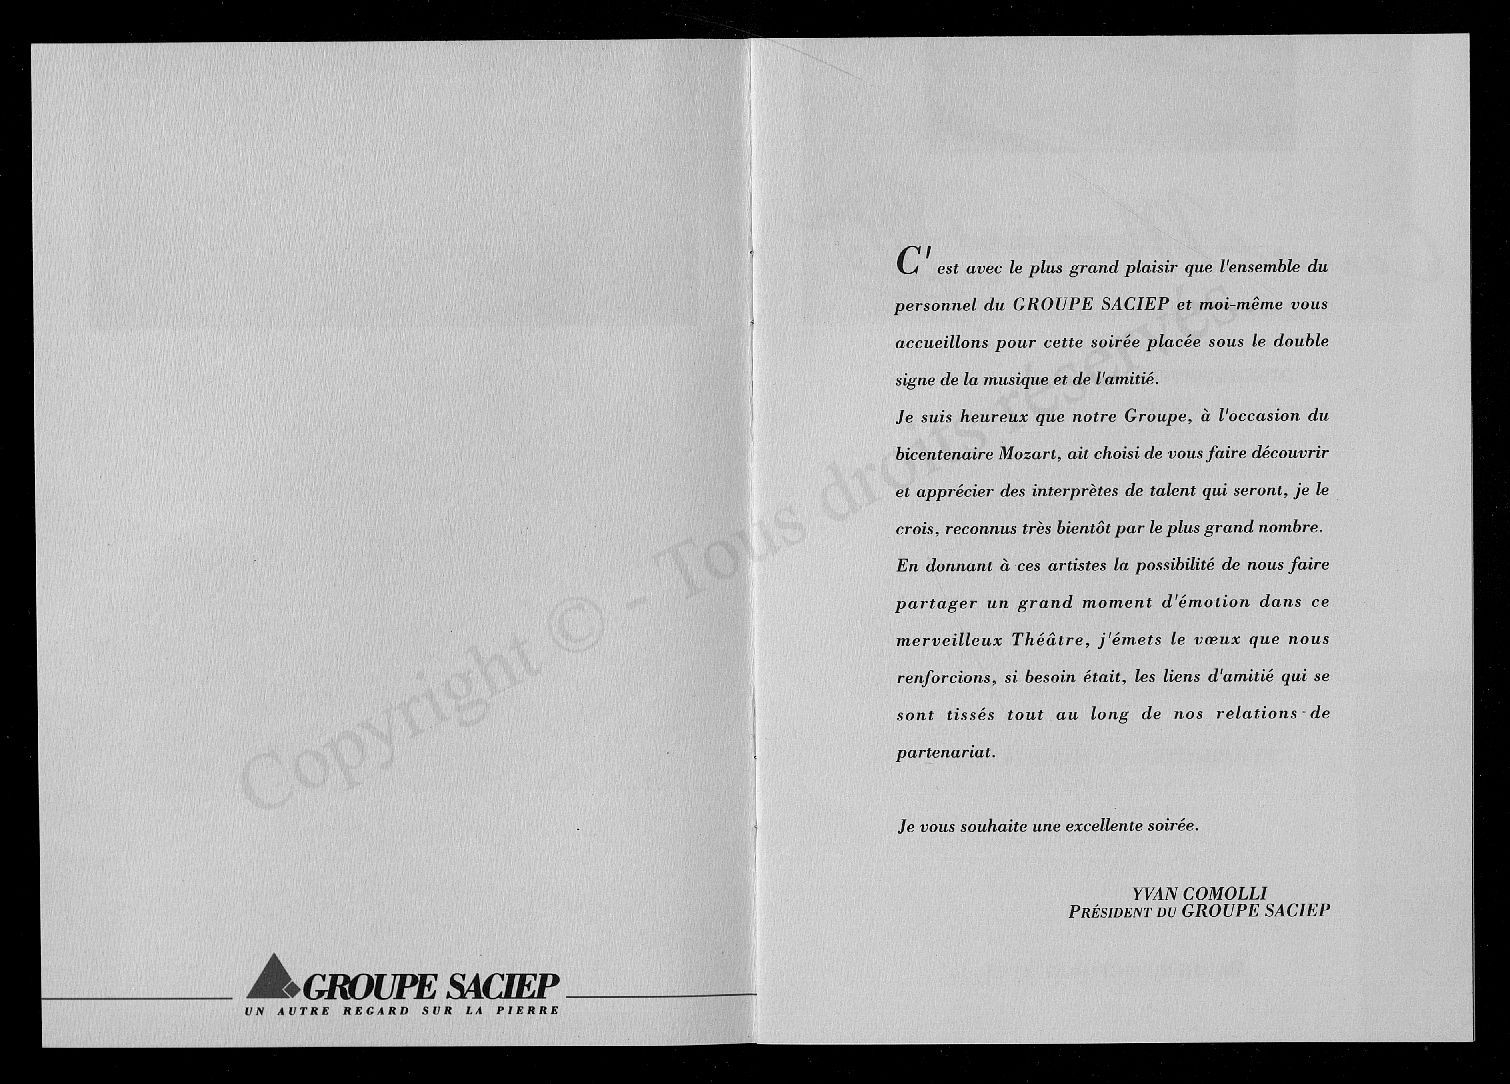 GROUPE SACIEP
UN AUTRE REGARD SUR LA PIERRE
C'est avec le plus grand plaisir que l'ensemble du
personnel du GROUPE SACIEP et moi-même vous
accueillons pour cette soirée placée sous le double
signe de la musique et de l'amitié.
Je suis heureux que notre Groupe, à l'occasion du
bicentenaire Mozart, ait choisi de vous faire découvrir
et apprécier des interprètes de talent qui seront, je le
crois, reconnus très bientôt par le plus grand nombre.
En donnant à ces artistes la possibilité de nous faire
partager un grand moment d'émotion dans ce
merveilleux Théâtre, j'émets le vœux que nous
renforcions, si besoin était, les liens d'amitié qui se
sont tissés tout au long de nos relations de
partenariat.
Je vous souhaite une excellente soirée.
YVAN COMOLLI
PRÉSIDENT DU GROUPE SACIEP
Copyright © - Tous droits réservés